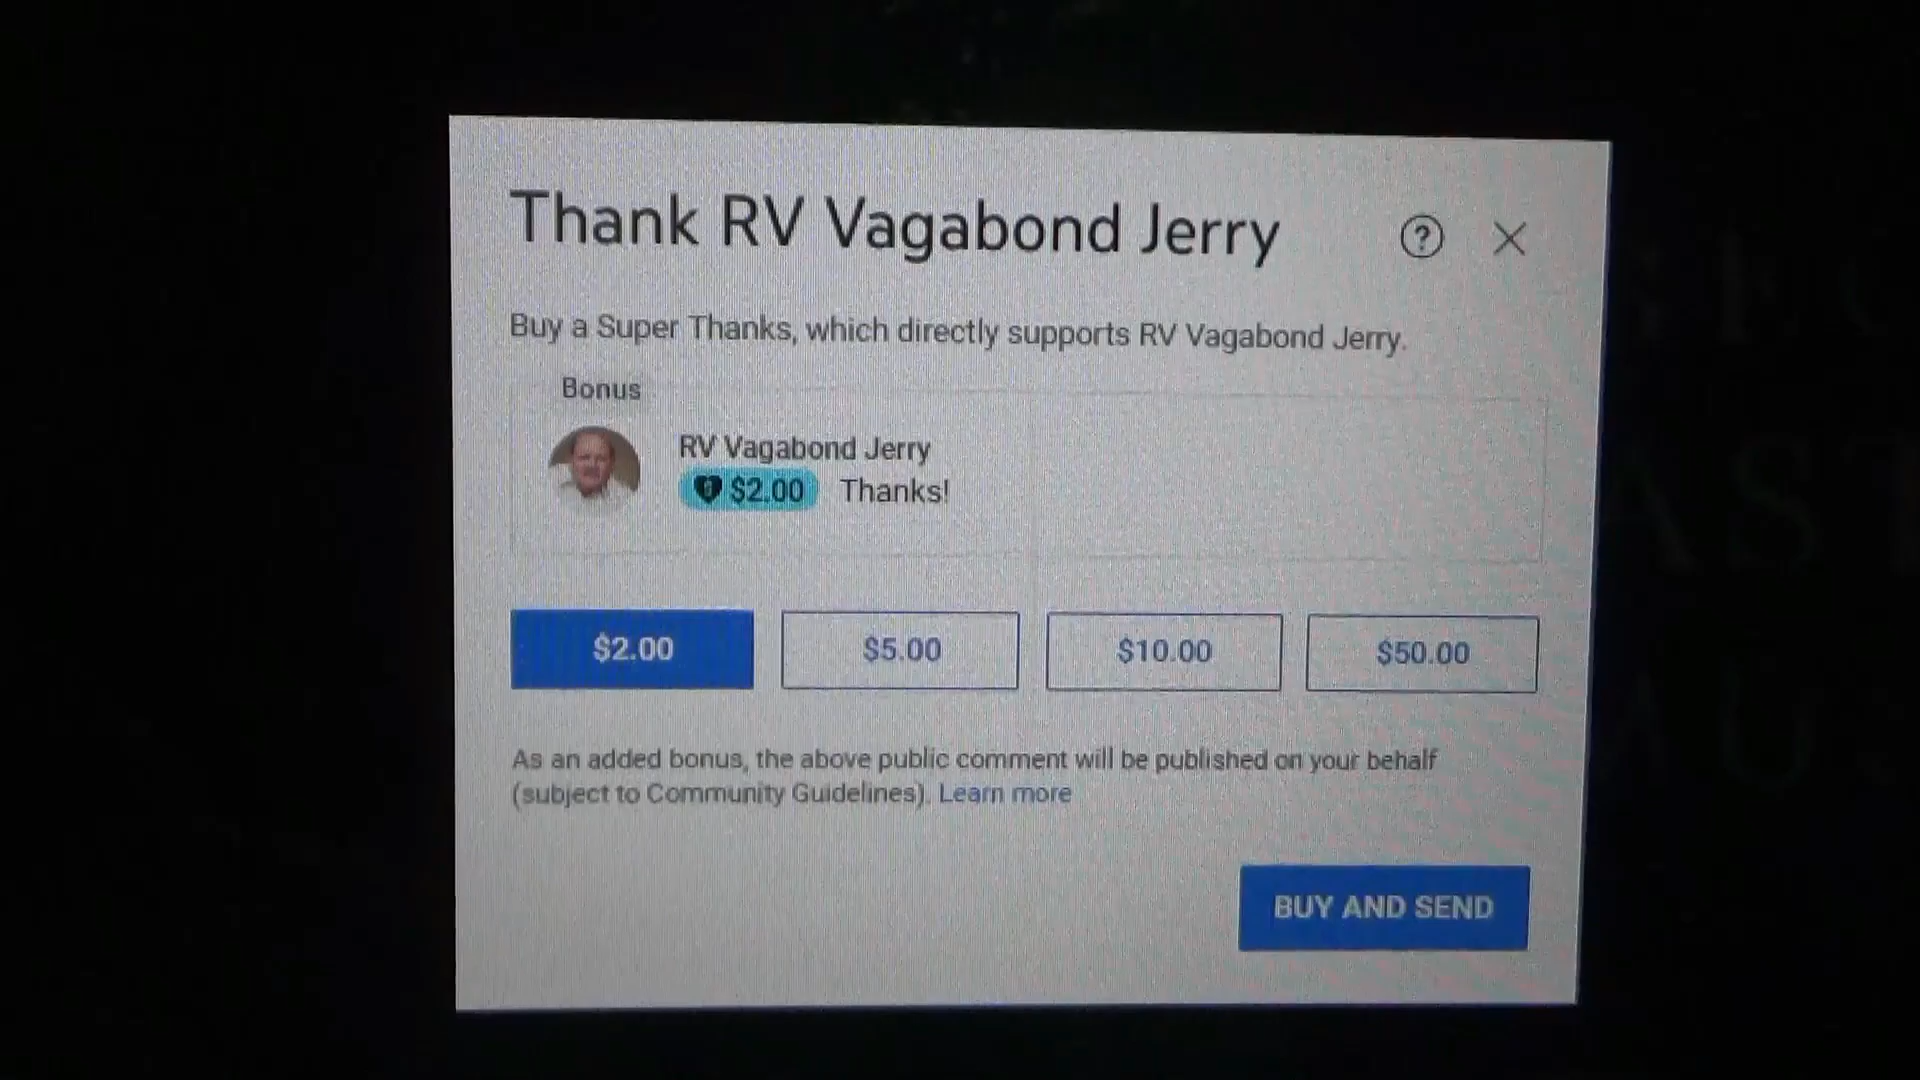 Thank RV Vagabond Jerry
Buy a Super Thanks, which directly supports RV Vagabond Jerry.
Bonus
RV Vagabond Jerry
$2.00 Thanks!
$2.00 $5.00 $10.00 $50.00
As an added bonus, the above public comment will be published on your behalf
(subject to Community Guidelines). Learn more
BUY AND SEND